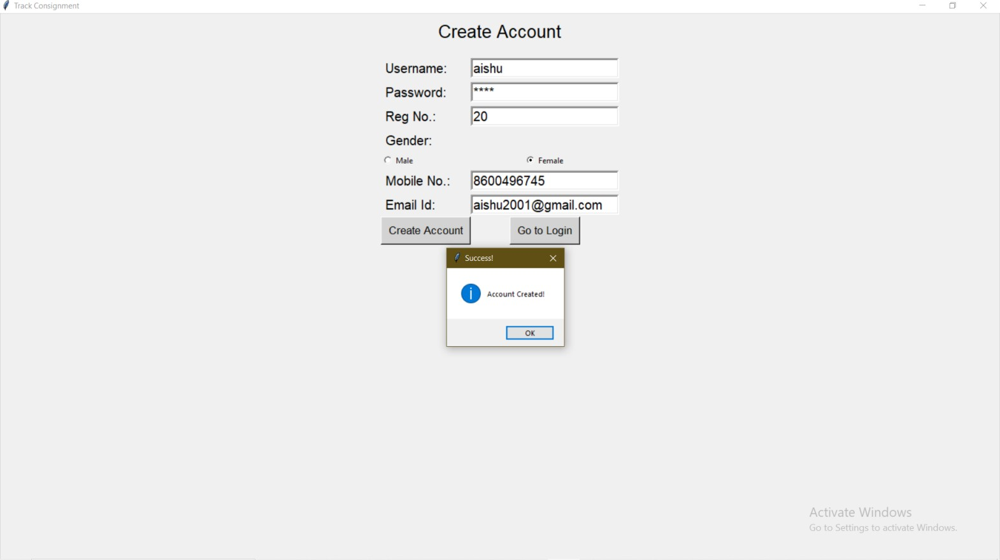 Track Consignment
Create Account
Username: aishu
Password: ****
Reg No.: 20
Gender:
Male Female
Mobile No.: 8600496745
Email Id: aishu2001@gmail.com
Create Account Go to Login
Success!
Account Created!
OK
Activate Windows
Go to Settings to activate Windows.